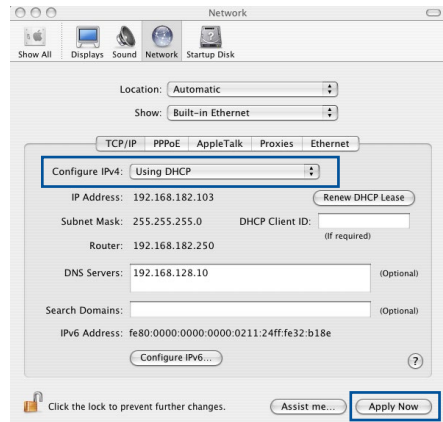 Network
Show All Displays Sound Network Startup Disk
Location: Automatic
Show: Built-in Ethernet
TCP/IP PPPoE AppleTalk Proxies Ethernet
Configure IPv4: Using DHCP
IP Address: 192.168.182.103 Renew DHCP Lease
Subnet Mask: 255.255.255.0 DHCP Client ID:
(If required)
Router: 192.168.182.250
DNS Servers: 192.168.128.10 (Optional)
Search Domains: (Optional)
IPv6 Address: fe80:0000:0000:0000:0211:24ff:fe32:b18e
Configure IPv6... ?
Click the lock to prevent further changes. Assist me... Apply Now